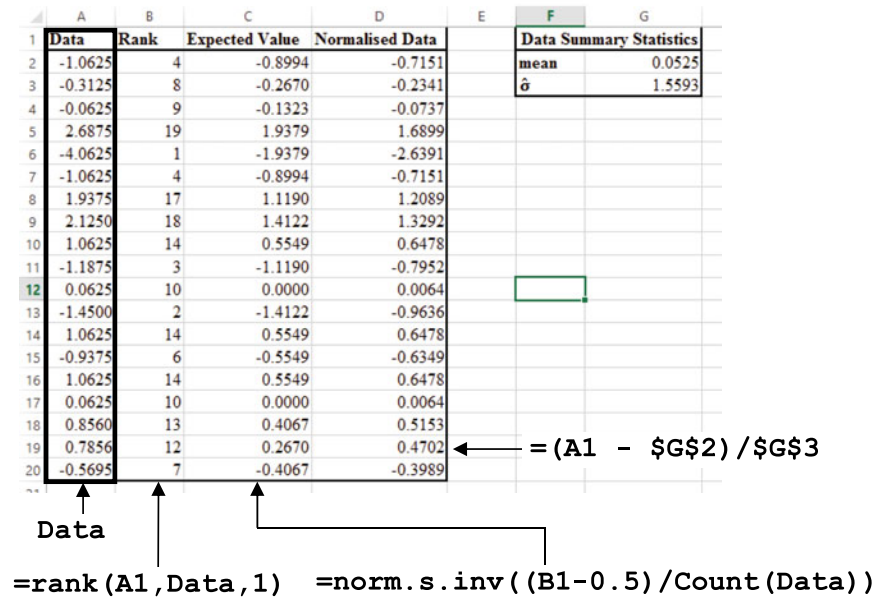 A B C D E F G
1 Data Rank Expected Value Normalised Data Data Summary Statistics
2 -1.0625 4 -0.8994 -0.7151 mean 0.0525
3 -0.3125 8 -0.2670 -0.2341 σ̂ 1.5593
4 -0.0625 9 -0.1323 -0.0737
5 2.6875 19 1.9379 1.6899
6 -4.0625 1 -1.9379 -2.6391
7 -1.0625 4 -0.8994 -0.7151
8 1.9375 17 1.1190 1.2089
9 2.1250 18 1.4122 1.3292
10 1.0625 14 0.5549 0.6478
11 -1.1875 3 -1.1190 -0.7952
12 0.0625 10 0.0000 0.0064
13 -1.4500 2 -1.4122 -0.9636
14 1.0625 14 0.5549 0.6478
15 -0.9375 6 -0.5549 -0.6349
16 1.0625 14 0.5549 0.6478
17 0.0625 10 0.0000 0.0064
18 0.8560 13 0.4067 0.5153
19 0.7856 12 0.2670 0.4702 =(A1 - $G$2)/$G$3
20 -0.5695 7 -0.4067 -0.3989
Data
=rank(A1,Data,1) =norm.s.inv((B1-0.5)/Count(Data))